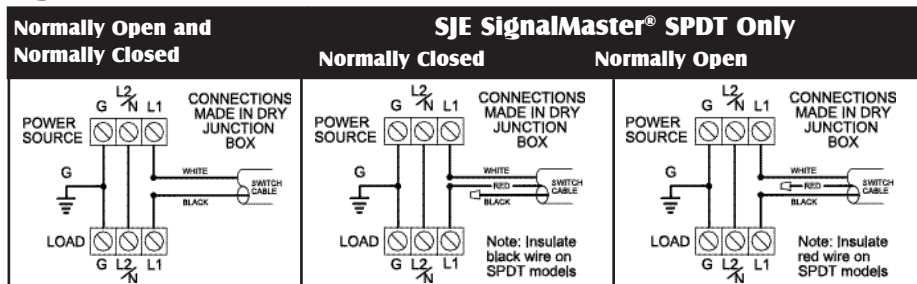 Normally Open and
Normally Closed
SJE SignalMaster® SPDT Only
Normally Closed
Normally Open
G L2/N L1
CONNECTIONS
MADE IN DRY
JUNCTION
BOX
POWER
SOURCE
G
WHITE
SWITCH
CABLE
BLACK
LOAD
G L2/N L1
G L2/N L1
CONNECTIONS
MADE IN DRY
JUNCTION
BOX
POWER
SOURCE
G
WHITE
RED
SWITCH
CABLE
BLACK
LOAD
G L2/N L1
Note: Insulate
black wire on
SPDT models
G L2/N L1
CONNECTIONS
MADE IN DRY
JUNCTION
BOX
POWER
SOURCE
G
WHITE
RED
SWITCH
CABLE
BLACK
LOAD
G L2/N L1
Note: Insulate
red wire on
SPDT models